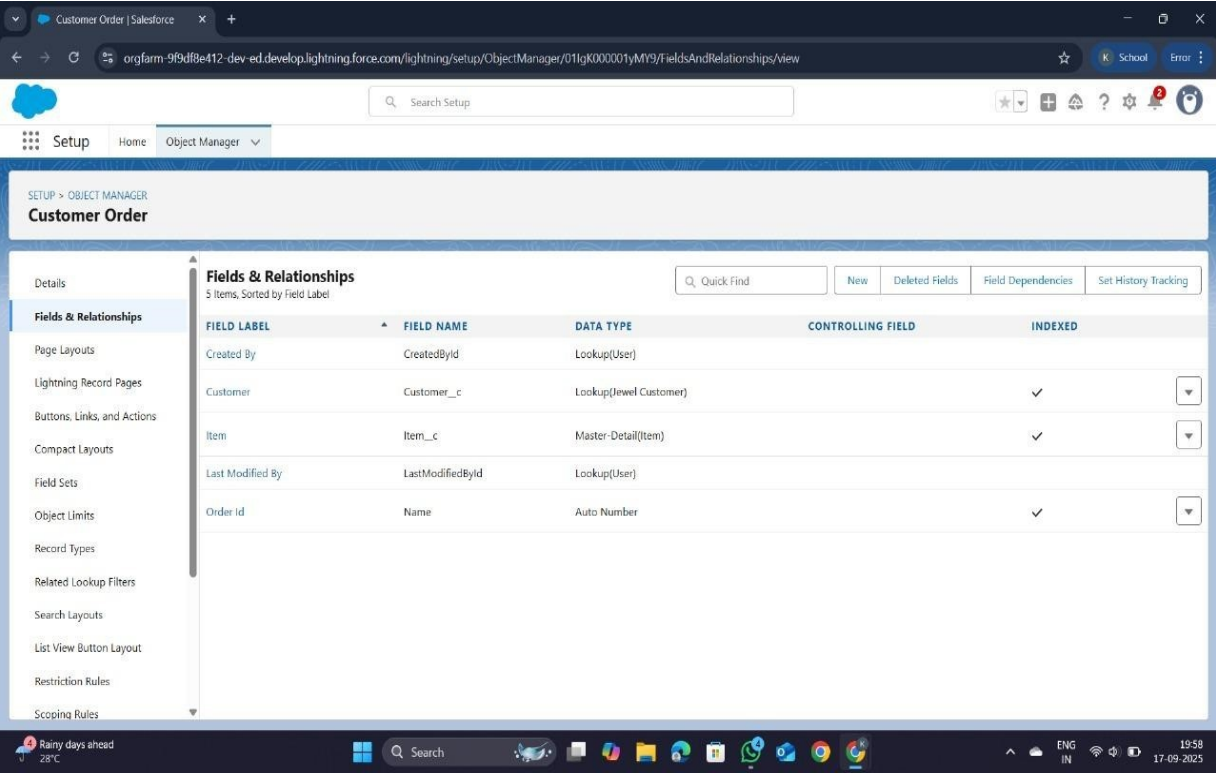 Customer Order | Salesforce
orgfarm-9f9df8e412-dev-ed.develop.lightning.force.com/lightning/setup/ObjectManager/01IgK000001yMY9/FieldsAndRelationships/view
K School Error
Search Setup
2
Setup Home Object Manager
SETUP > OBJECT MANAGER
Customer Order
Details
Fields & Relationships
Page Layouts
Lightning Record Pages
Buttons, Links, and Actions
Compact Layouts
Field Sets
Object Limits
Record Types
Related Lookup Filters
Search Layouts
List View Button Layout
Restriction Rules
Scoping Rules
Fields & Relationships
5 Items, Sorted by Field Label
Quick Find New Deleted Fields Field Dependencies Set History Tracking
FIELD LABEL FIELD NAME DATA TYPE CONTROLLING FIELD INDEXED
Created By CreatedById Lookup(User)
Customer Customer__c Lookup(Jewel Customer)
Item Item__c Master-Detail(Item)
Last Modified By LastModifiedById Lookup(User)
Order Id Name Auto Number
4 Rainy days ahead
28°C
Search
ENG
IN
19:58
17-09-2025